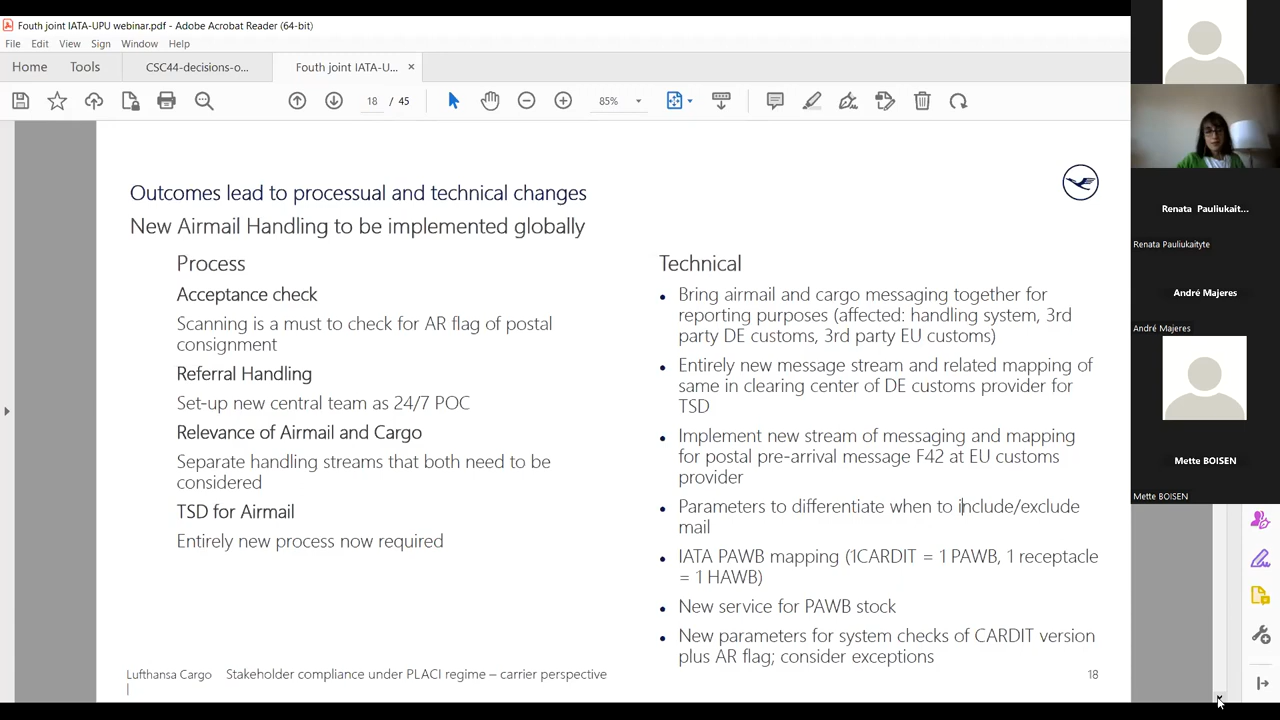 Fouth joint IATA-UPU webinar.pdf - Adobe Acrobat Reader (64-bit)
File Edit View Sign Window Help
Home Tools CSC44-decisions-o... Fouth joint IATA-U... ×
18 / 45 85%
Outcomes lead to processual and technical changes
New Airmail Handling to be implemented globally
Process
Acceptance check
Scanning is a must to check for AR flag of postal
consignment
Referral Handling
Set-up new central team as 24/7 POC
Relevance of Airmail and Cargo
Separate handling streams that both need to be
considered
TSD for Airmail
Entirely new process now required
Technical
• Bring airmail and cargo messaging together for
reporting purposes (affected: handling system, 3rd
party DE customs, 3rd party EU customs)
• Entirely new message stream and related mapping of
same in clearing center of DE customs provider for
TSD
• Implement new stream of messaging and mapping
for postal pre-arrival message F42 at EU customs
provider
• Parameters to differentiate when to include/exclude
mail
• IATA PAWB mapping (1CARDIT = 1 PAWB, 1 receptacle
= 1 HAWB)
• New service for PAWB stock
• New parameters for system checks of CARDIT version
plus AR flag; consider exceptions
Lufthansa Cargo Stakeholder compliance under PLACI regime – carrier perspective 18
|
Renata Pauliukait...
Renata Pauliukaityte
André Majeres
André Majeres
Mette BOISEN
Mette BOISEN